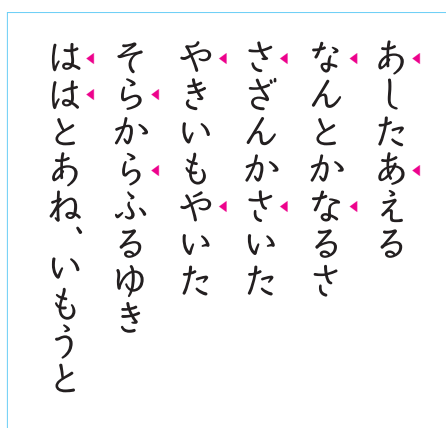 あしたあえる
なんとかなるさ
さざんかさいた
やきいもやいた
そらからふるゆき
ははとあね、いもうと